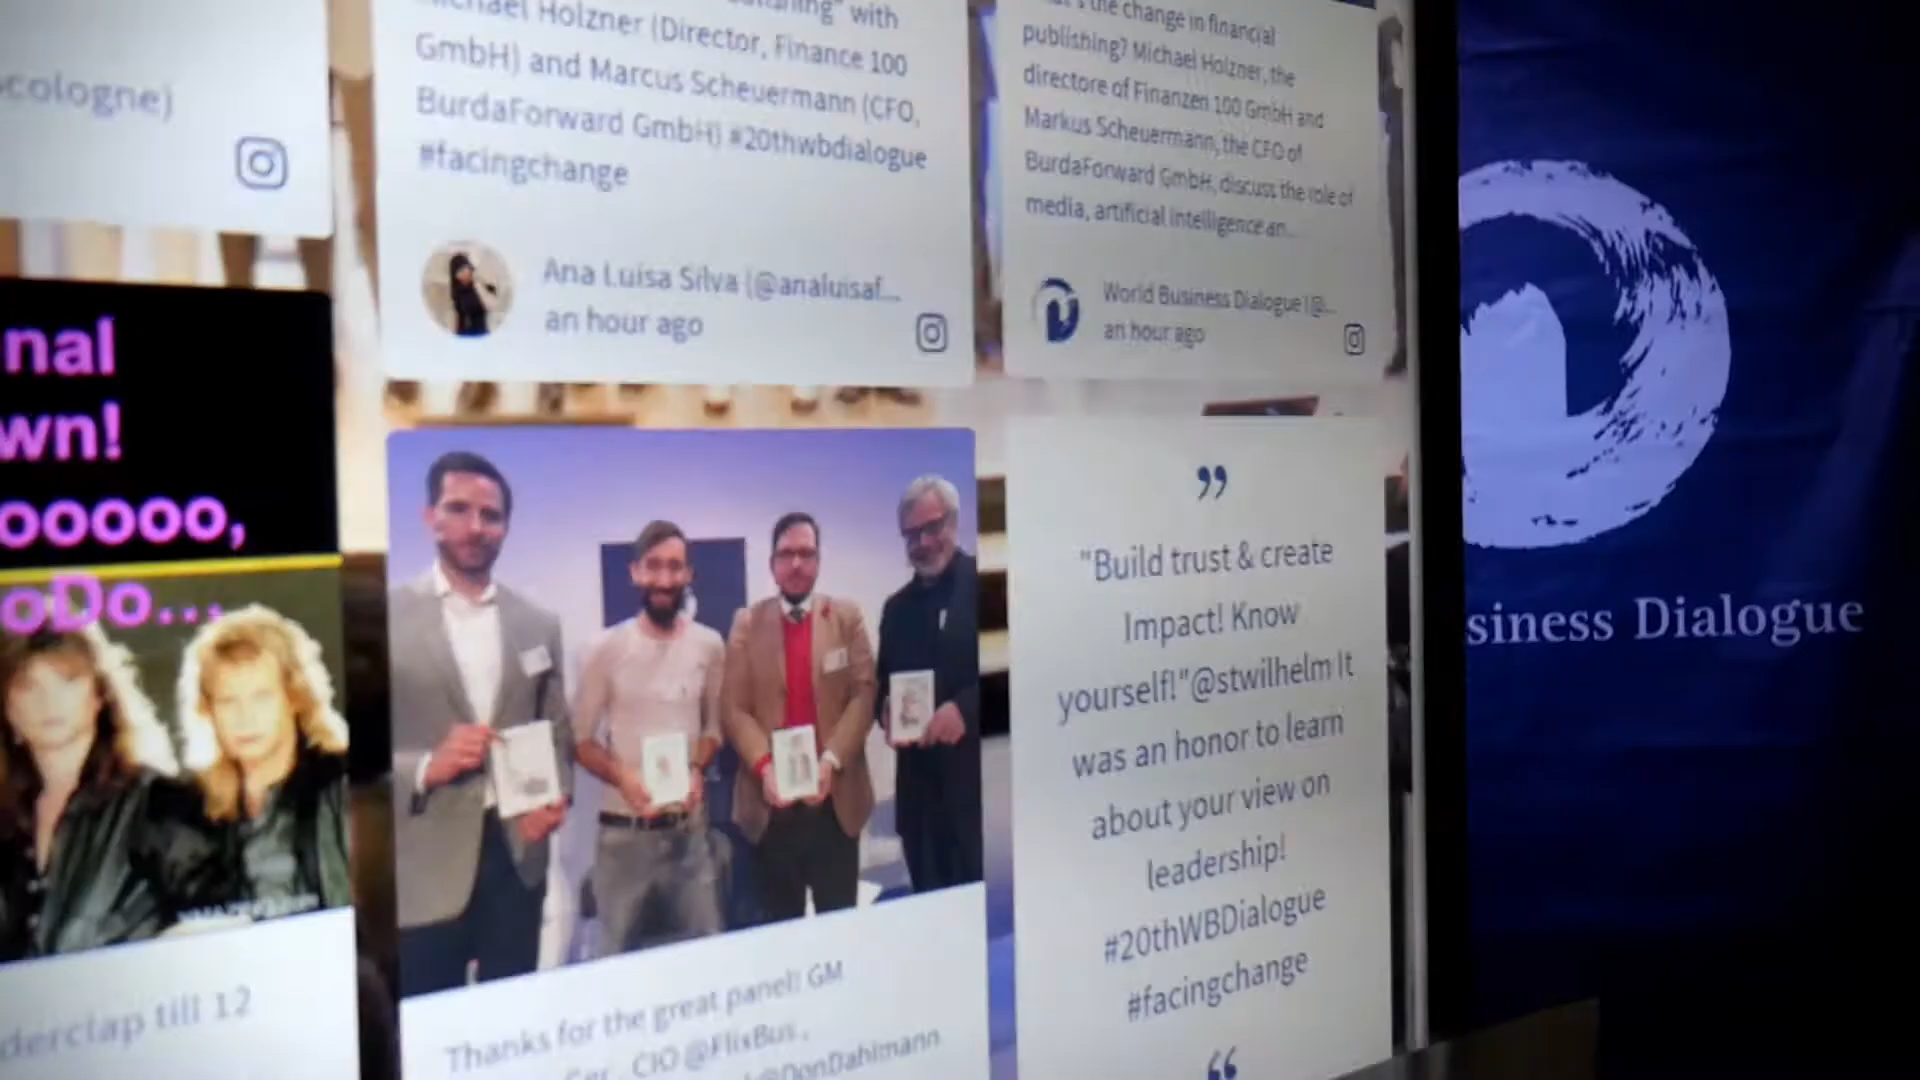 cologne)
nal
wn!
ooooo,
oDo...
derclap till 12
with
Michael Holzner (Director, Finance 100
GmbH) and Marcus Scheuermann (CFO,
BurdaForward GmbH) #20thwbdialogue
#facingchange
Ana Luisa Silva (@analuisaf...
an hour ago
Thanks for the great panel! GM
CIO @FlixBus,
@DonDahlmann
the change in financial
publishing? Michael Holzner, the
directore of Finanzen 100 GmbH and
Markus Scheuermann, the CFO of
BurdaForward GmbH, discuss the role of
media, artificial intelligence an...
World Business Dialogue (@...
an hour ago
"
"Build trust & create
Impact! Know
yourself!"@stwilhelm It
was an honor to learn
about your view on
leadership!
#20thWBDialogue
#facingchange
"
siness Dialogue